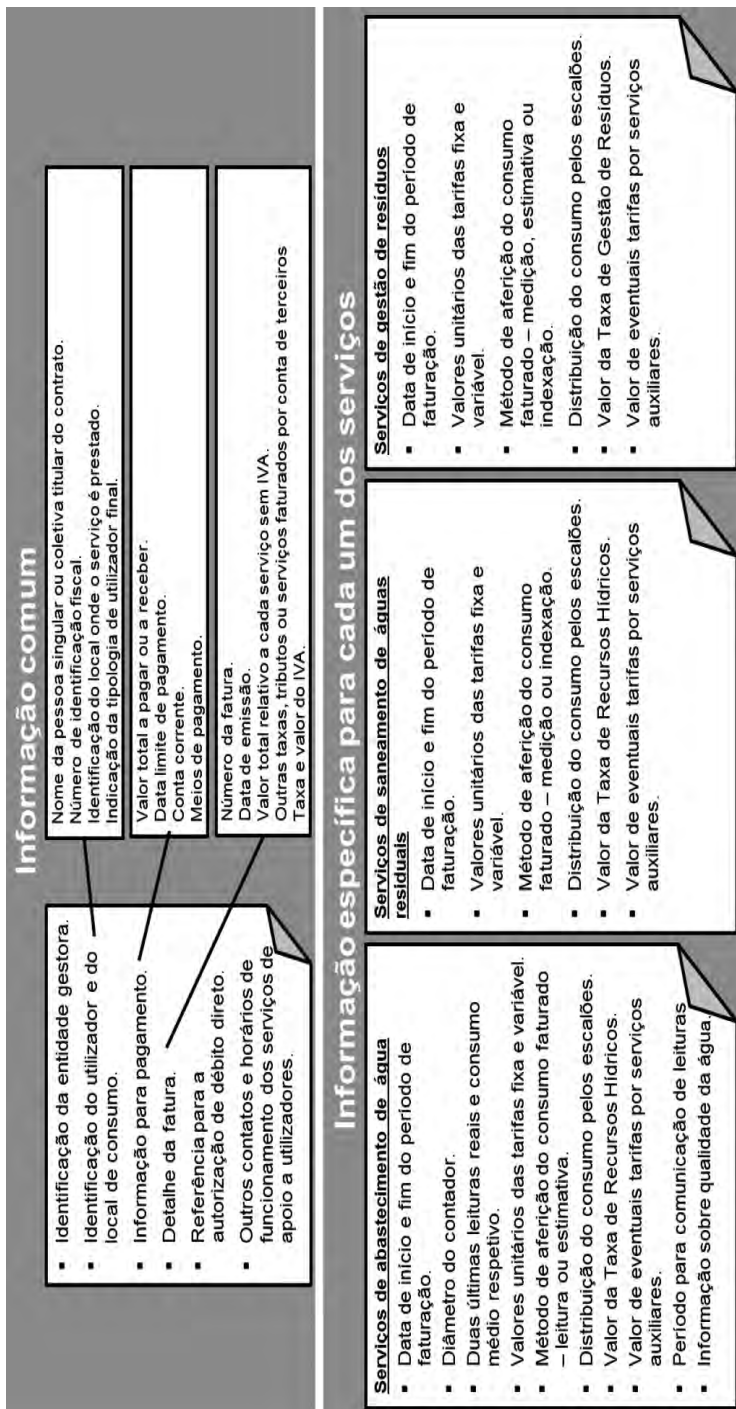 Informação comum
▪ Identificação da entidade gestora.
▪ Identificação do utilizador e do
local de consumo.
▪ Informação para pagamento.
▪ Detalhe da fatura.
▪ Referência para a
autorização de débito direto.
▪ Outros contatos e horários de
funcionamento dos serviços de
apoio a utilizadores.
Nome da pessoa singular ou coletiva titular do contrato.
Número de identificação fiscal.
Identificação do local onde o serviço é prestado.
Indicação da tipologia de utilizador final.
Valor total a pagar ou a receber.
Data limite de pagamento.
Conta corrente.
Meios de pagamento.
Número da fatura.
Data de emissão.
Valor total relativo a cada serviço sem IVA.
Outras taxas, tributos ou serviços faturados por conta de terceiros
Taxa e valor do IVA.
Informação específica para cada um dos serviços
Serviços de abastecimento de água
▪ Data de início e fim do período de
faturação.
▪ Diâmetro do contador.
▪ Duas últimas leituras reais e consumo
médio respetivo.
▪ Valores unitários das tarifas fixa e variável.
▪ Método de aferição do consumo faturado
– leitura ou estimativa.
▪ Distribuição do consumo pelos escalões.
▪ Valor da Taxa de Recursos Hídricos.
▪ Valor de eventuais tarifas por serviços
auxiliares.
▪ Período para comunicação de leituras
▪ Informação sobre qualidade da água.
Serviços de saneamento de águas
residuais
▪ Data de início e fim do período de
faturação.
▪ Valores unitários das tarifas fixa e
variável.
▪ Método de aferição do consumo
faturado – medição ou indexação.
▪ Distribuição do consumo pelos escalões.
▪ Valor da Taxa de Recursos Hídricos.
▪ Valor de eventuais tarifas por serviços
auxiliares.
Serviços de gestão de resíduos
▪ Data de início e fim do período de
faturação.
▪ Valores unitários das tarifas fixa e
variável.
▪ Método de aferição do consumo
faturado – medição, estimativa ou
indexação.
▪ Distribuição do consumo pelos escalões.
▪ Valor da Taxa de Gestão de Resíduos.
▪ Valor de eventuais tarifas por serviços
auxiliares.